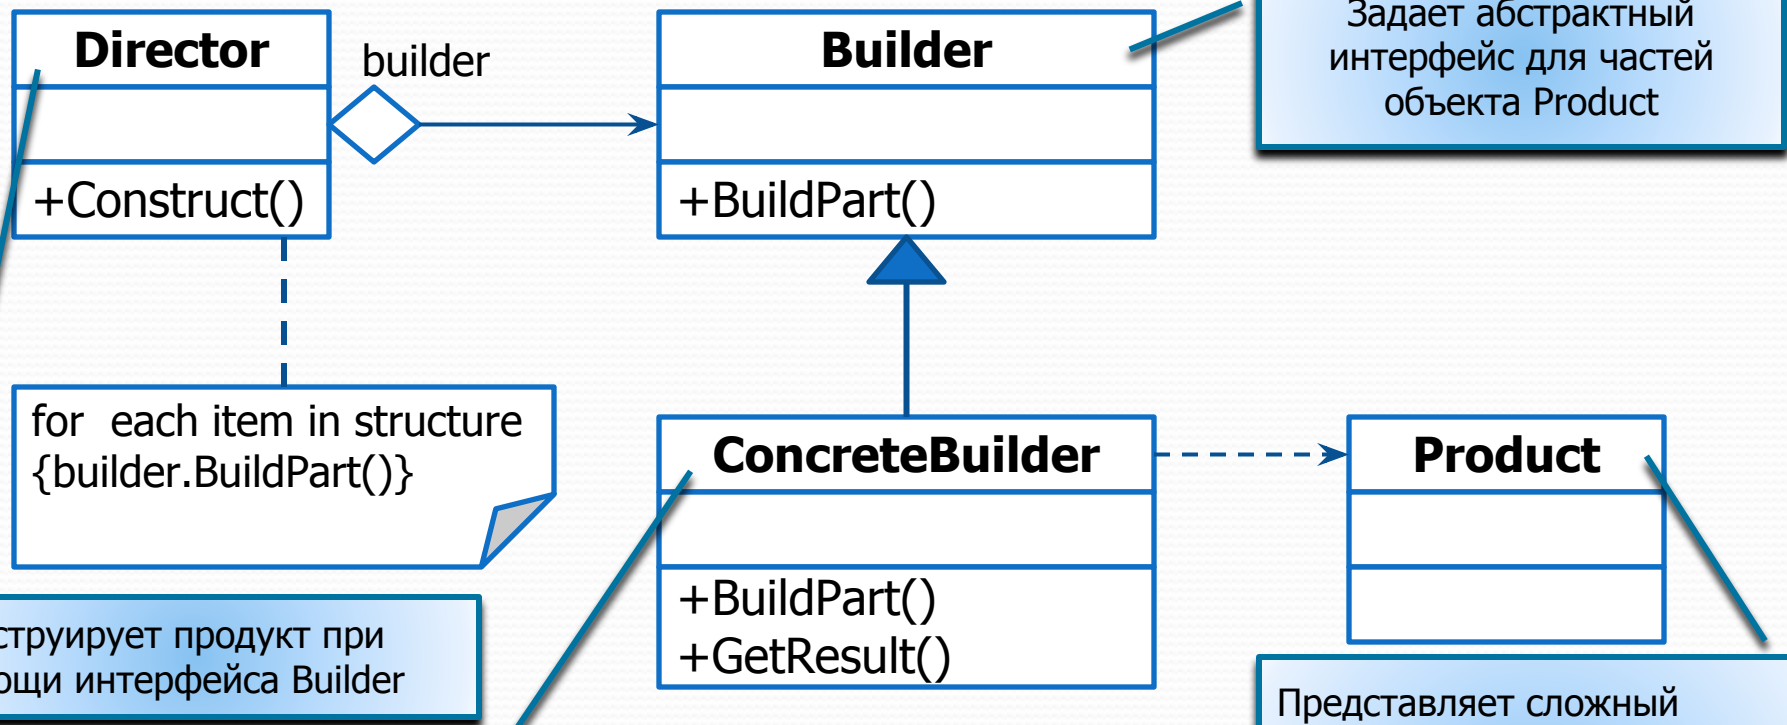 Director
builder
+Construct()
Builder
+BuildPart()
Задает абстрактный
интерфейс для частей
объекта Product
for each item in structure
{builder.BuildPart()}
ConcreteBuilder
+BuildPart()
+GetResult()
Product
продукт при
интерфейса Builder
Представляет сложный